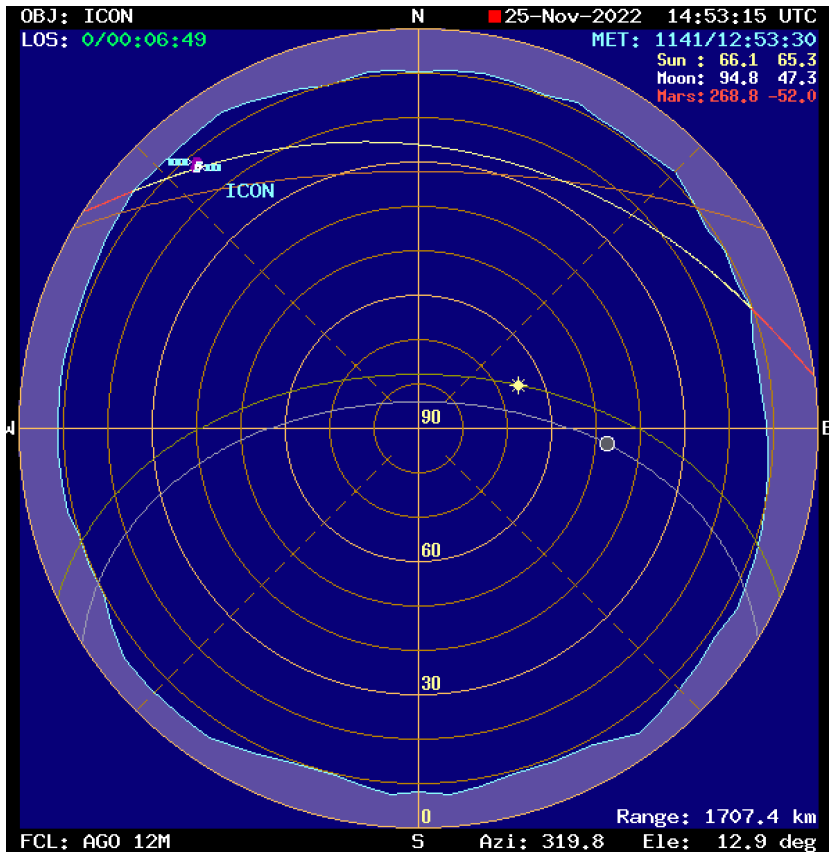 OBJ: ICON N 25-Nov-2022 14:53:15 UTC
LOS: 0/00:06:49 MET: 1141/12:53:30
Sun : 66.1 65.3
Moon: 94.8 47.3
Mars: 268.8 -52.0
ICON
90
W E
60
30
0 Range: 1707.4 km
FCL: AGO 12M S Azi: 319.8 Ele: 12.9 deg